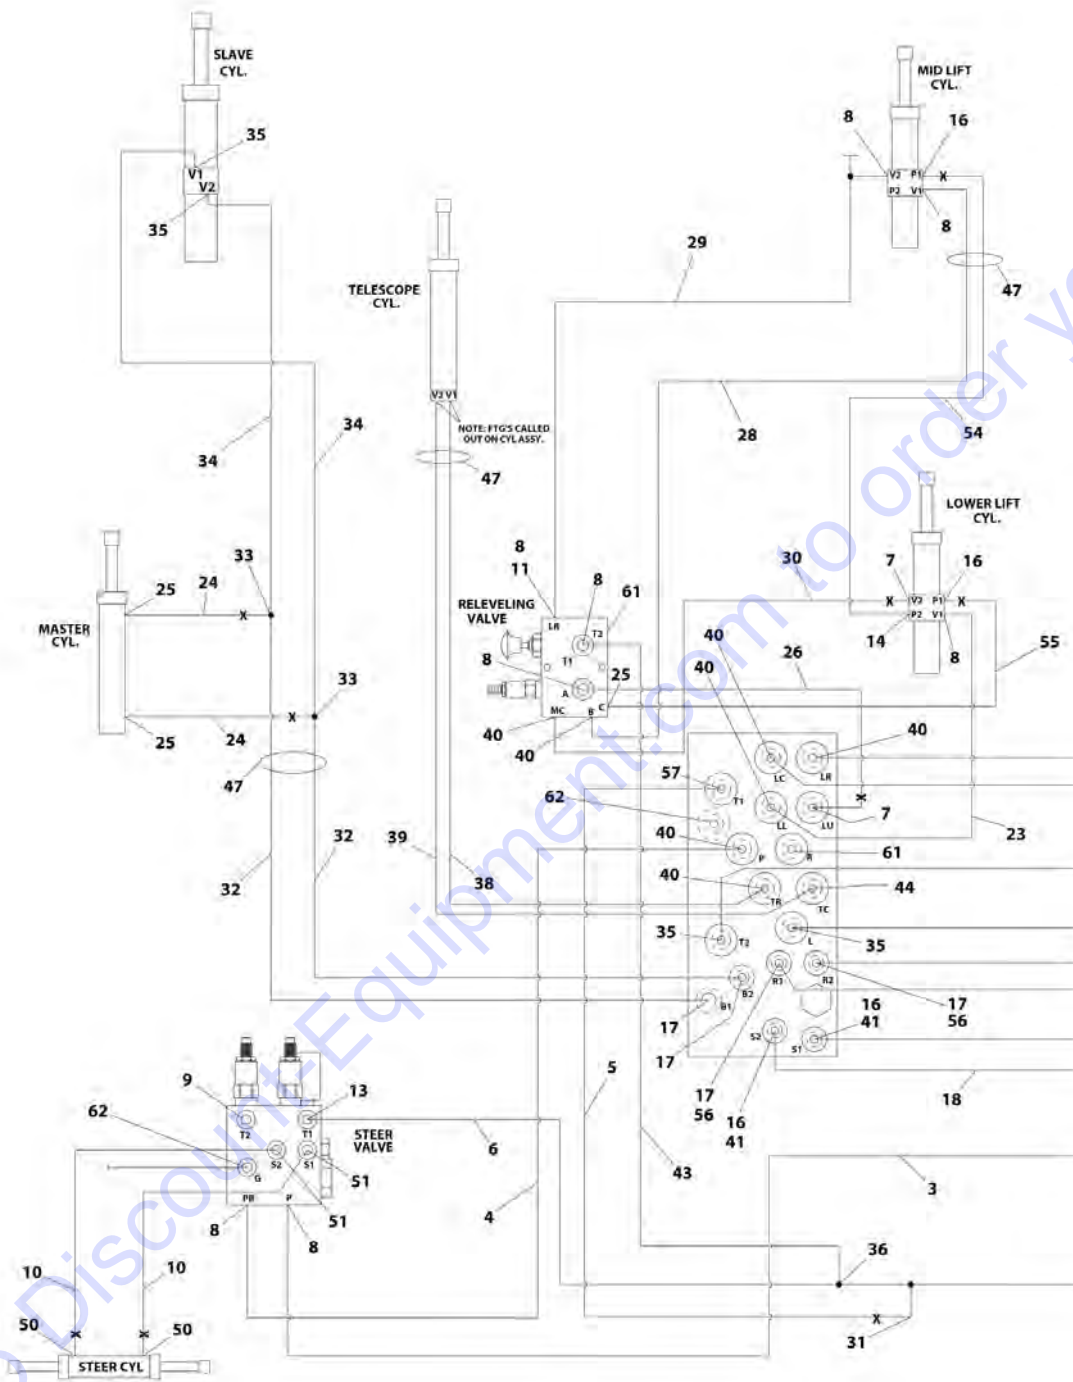 SLAVE
CYL.
35
V1
V2
35
MID LIFT
CYL.
8
16
V2 P1
P2 V1
8
47
29
TELESCOPE
CYL.
V2 V1
NOTE: FTG'S CALLED
OUT ON CYL ASSY.
47
28
54
34
34
LOWER LIFT
CYL.
7
16
V2 P1
P2 V1
14
8
55
30
MASTER
CYL.
25
24
33
25
24
33
47
8
11
8
61
RELEVELING
VALVE
LR
T2
T1
8
A
25
MC
B
C
40
40
26
40
40
40
LC
LR
57
T1
62
LL
LU
7
23
40
P
R
61
40
TR
TC
44
35
T2
L
35
R1
R2
B2
B1
17
17
17
56
16
41
17
56
S2
S1
16
41
18
32
32
39
38
5
43
9
13
T2
T1
STEER
VALVE
62
S2
S1
G
51
51
PB
P
8
8
6
4
3
10
10
50
50
STEER CYL
36
31
Discount-Equipment.com to order yo